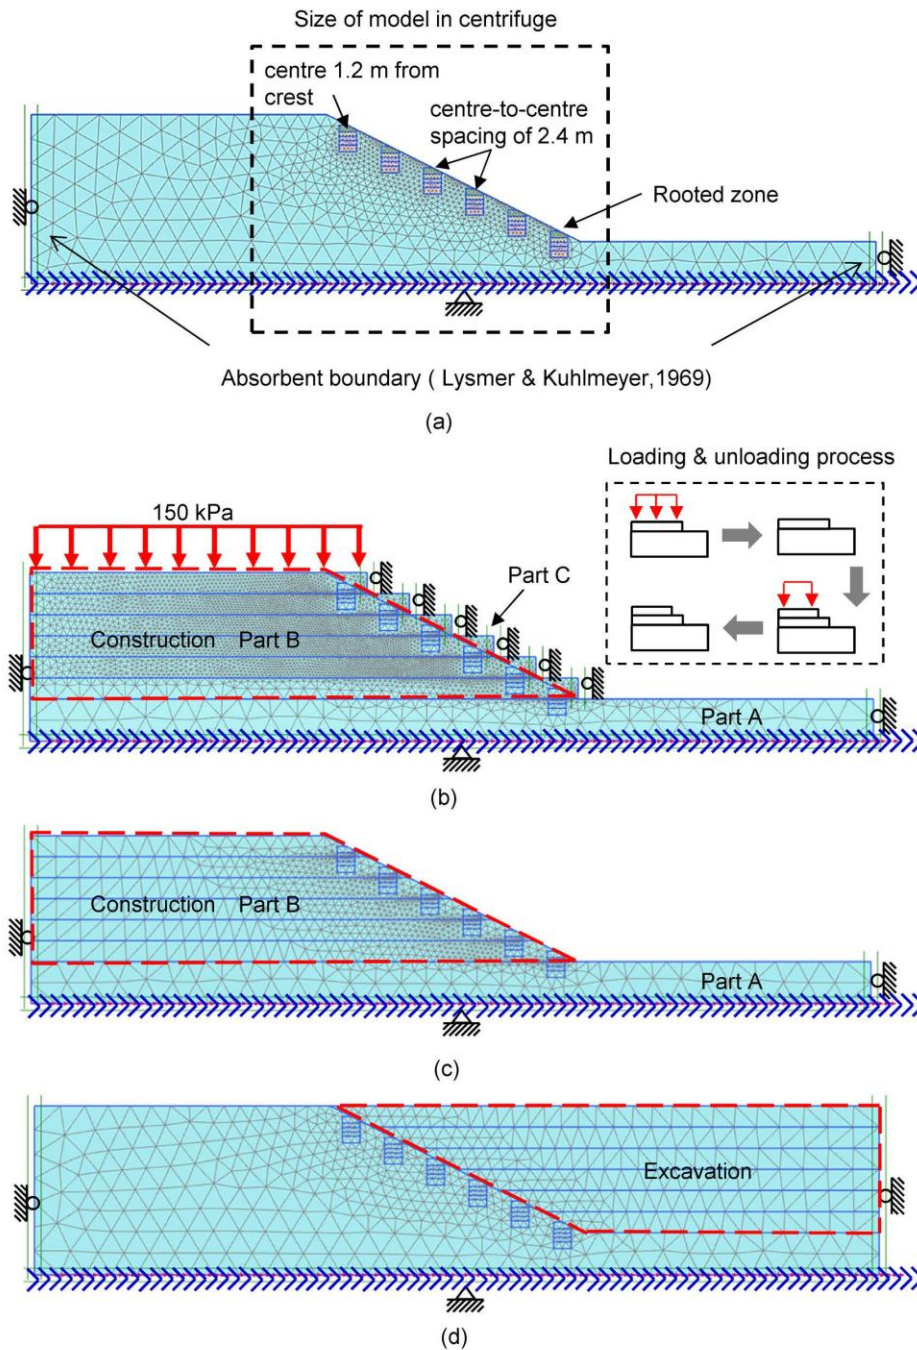 Size of model in centrifuge
centre 1.2 m from
crest
centre-to-centre
spacing of 2.4 m
Rooted zone
Absorbent boundary ( Lysmer & Kuhlmeyer,1969)
(a)
Loading & unloading process
150 kPa
Part C
Construction Part B
Part A
(b)
Construction Part B
Part A
(c)
Excavation
(d)